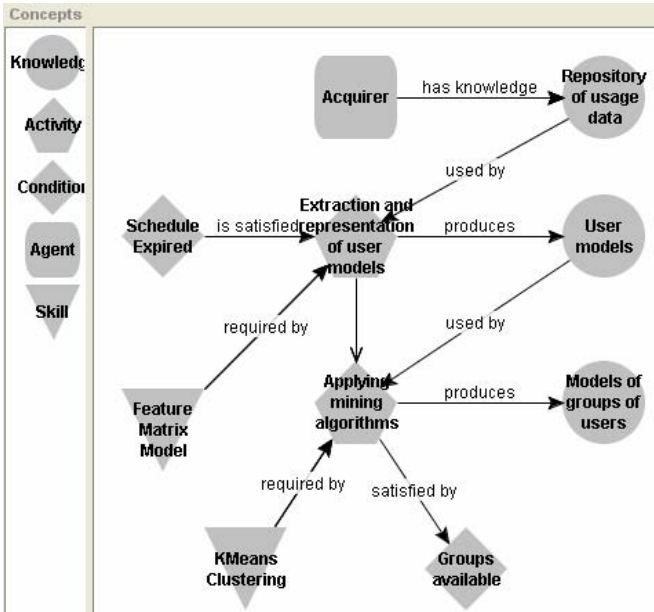 Concepts
Knowledg
Activity
Condition
Agent
Skill
Acquirer
has knowledge
Repository
of usage
data
used by
Schedule
Expired
is satisfied
Extraction and
representation
of user
models
produces
User
models
required by
used by
Feature
Matrix
Model
Applying
mining
algorithms
produces
Models of
groups of
users
required by
satisfied by
KMeans
Clustering
Groups
available